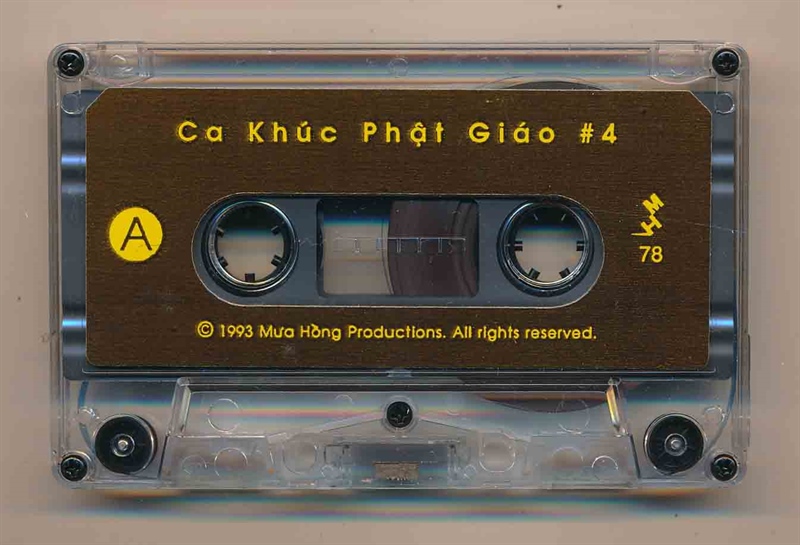 Ca Khúc Phật Giáo #4
A
78
© 1993 Mưa Hồng Productions. All rights reserved.